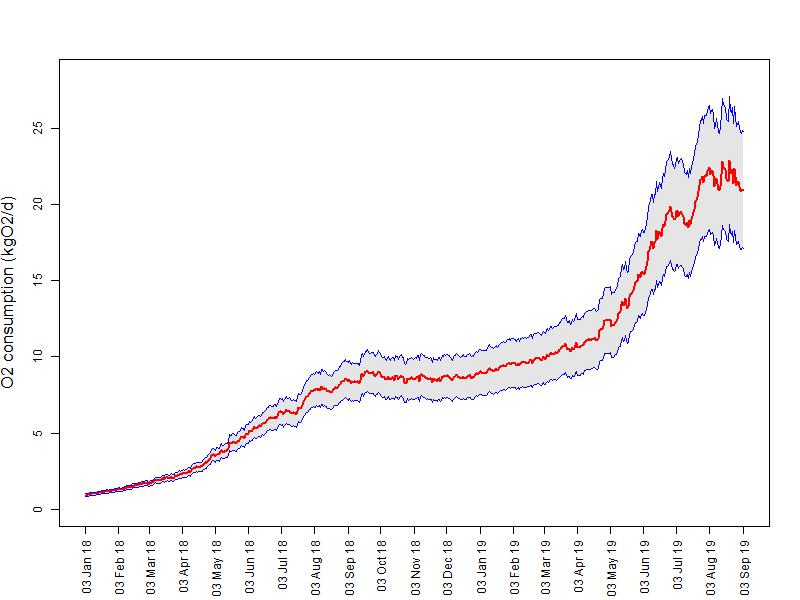 O2 consumption (kgO2/d)
25
20
15
10
5
0
03 Jan 18
03 Feb 18
03 Mar 18
03 Apr 18
03 May 18
03 Jun 18
03 Jul 18
03 Aug 18
03 Sep 18
03 Oct 18
03 Nov 18
03 Dec 18
03 Jan 19
03 Feb 19
03 Mar 19
03 Apr 19
03 May 19
03 Jun 19
03 Jul 19
03 Aug 19
03 Sep 19